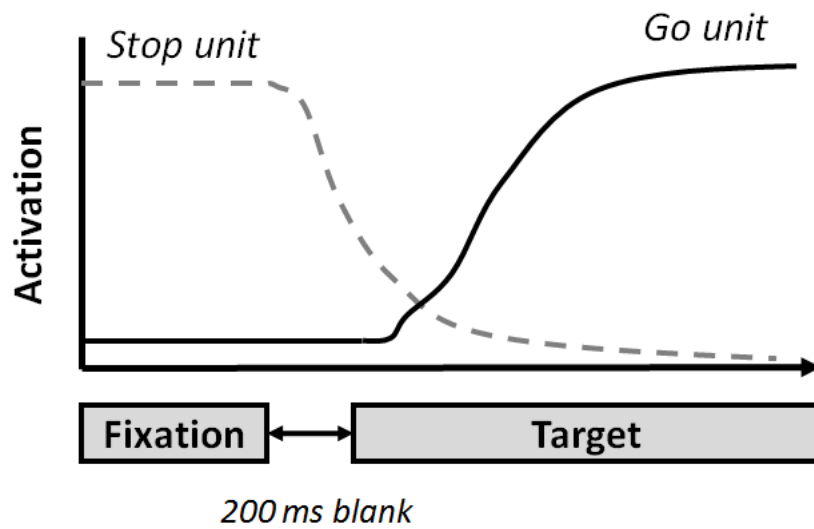 Stop unit
Go unit
Activation
Fixation
Target
200 ms blank